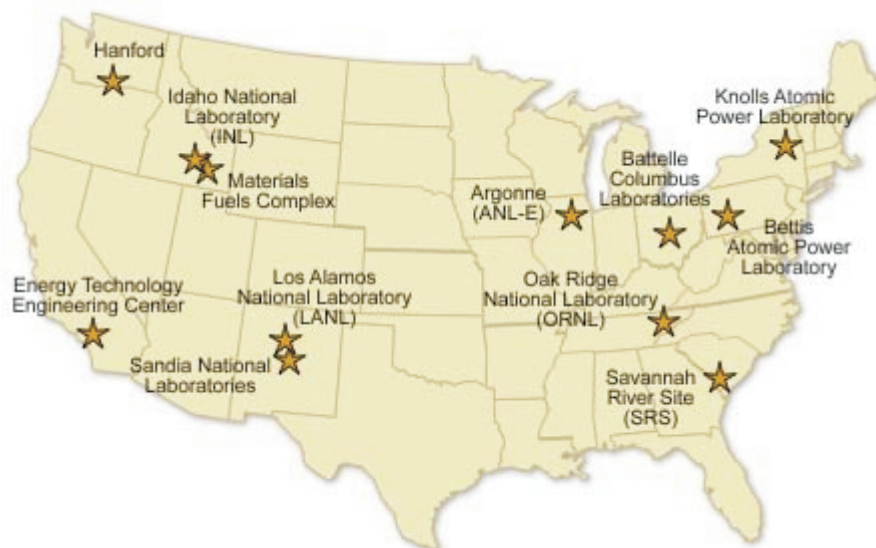 Hanford
Idaho National
Laboratory
(INL)
Materials
Fuels Complex
Knolls Atomic
Power Laboratory
Battelle
Columbus
Laboratories
Argonne
(ANL-E)
Bettis
Atomic Power
Laboratory
Energy Technology
Engineering Center
Los Alamos
National Laboratory
(LANL)
Oak Ridge
National Laboratory
(ORNL)
Sandia National
Laboratories
Savannah
River Site
(SRS)